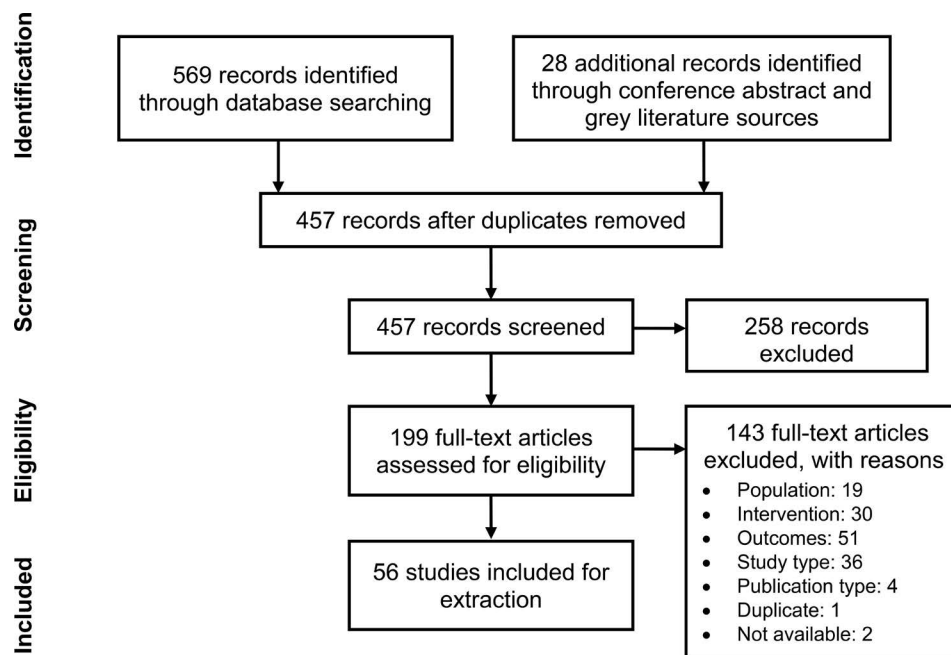 Identification
569 records identified
through database searching
28 additional records identified
through conference abstract and
grey literature sources
Screening
457 records after duplicates removed
457 records screened
258 records
excluded
Eligibility
199 full-text articles
assessed for eligibility
143 full-text articles
excluded, with reasons
• Population: 19
• Intervention: 30
• Outcomes: 51
• Study type: 36
• Publication type: 4
• Duplicate: 1
• Not available: 2
Included
56 studies included for
extraction